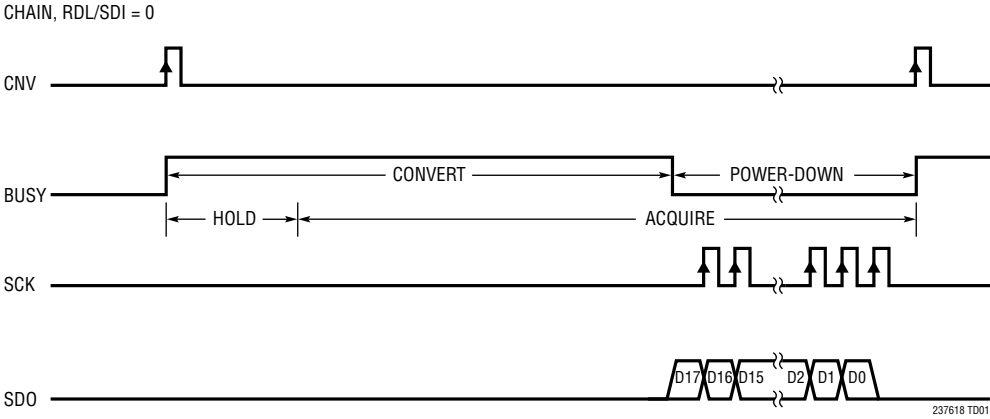 CHAIN, RDL/SDI = 0
CNV
BUSY
CONVERT
POWER-DOWN
HOLD
ACQUIRE
SCK
SDO
D17 D16 D15 D2 D1 D0
237618 TD01